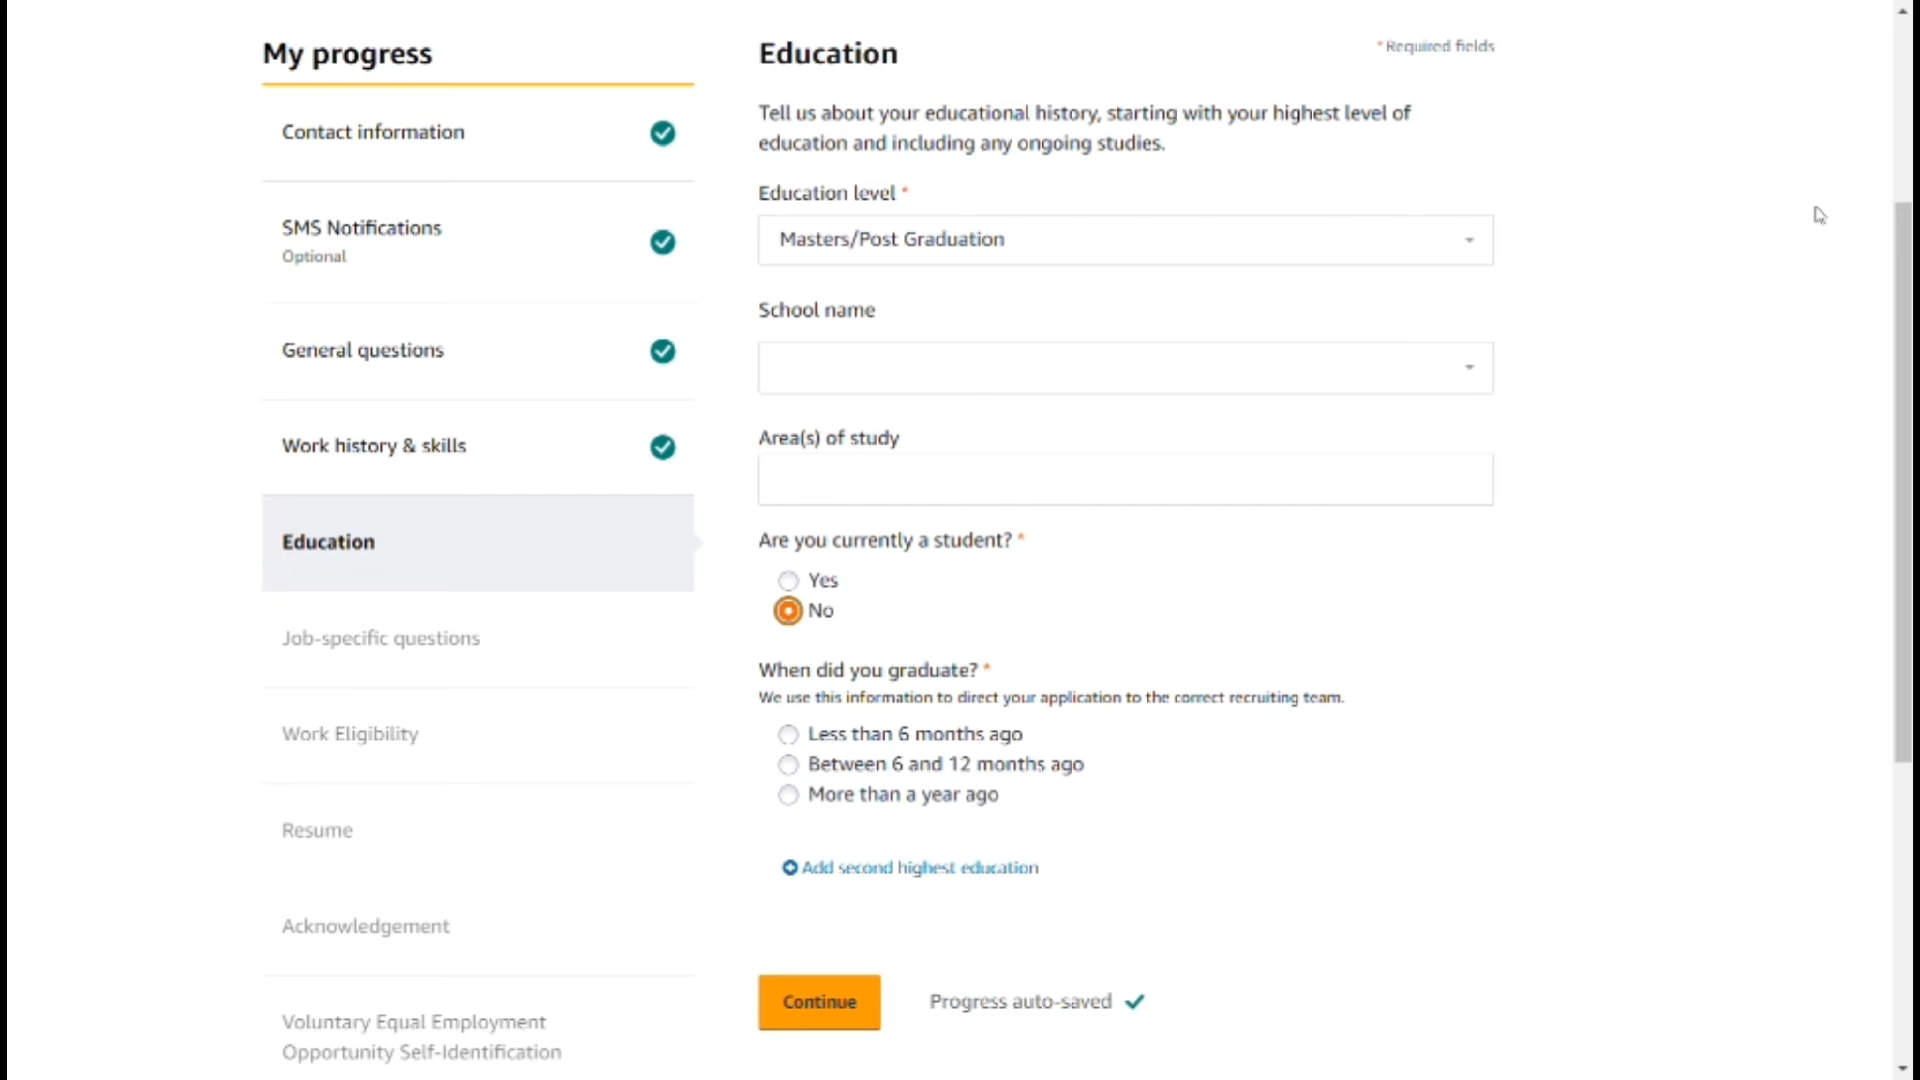 My progress
Contact information
SMS Notifications
Optional
General questions
Work history & skills
Education
Job-specific questions
Work Eligibility
Resume
Acknowledgement
Voluntary Equal Employment
Opportunity Self-Identification
Education
* Required fields
Tell us about your educational history, starting with your highest level of
education and including any ongoing studies.
Education level *
Masters/Post Graduation
School name
Area(s) of study
Are you currently a student? *
Yes
No
When did you graduate? *
We use this information to direct your application to the correct recruiting team.
Less than 6 months ago
Between 6 and 12 months ago
More than a year ago
Add second highest education
Continue
Progress auto-saved